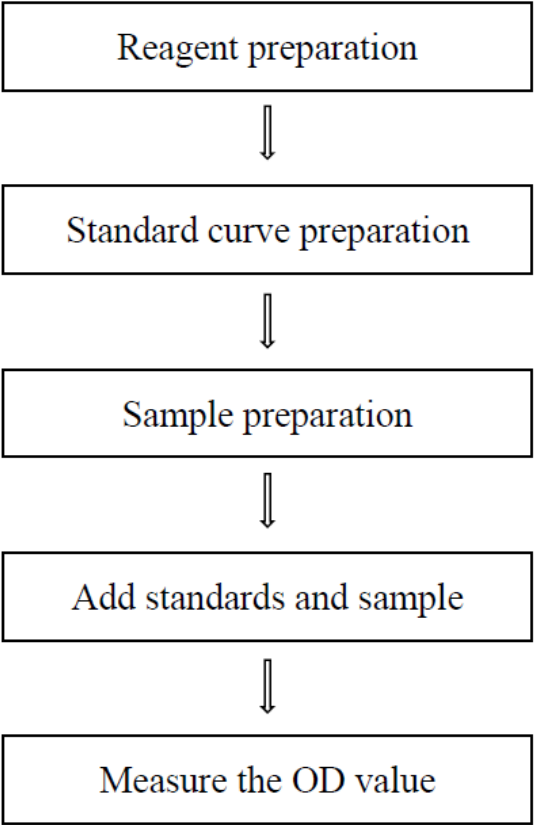 Reagent preparation
Standard curve preparation
Sample preparation
Add standards and sample
Measure the OD value